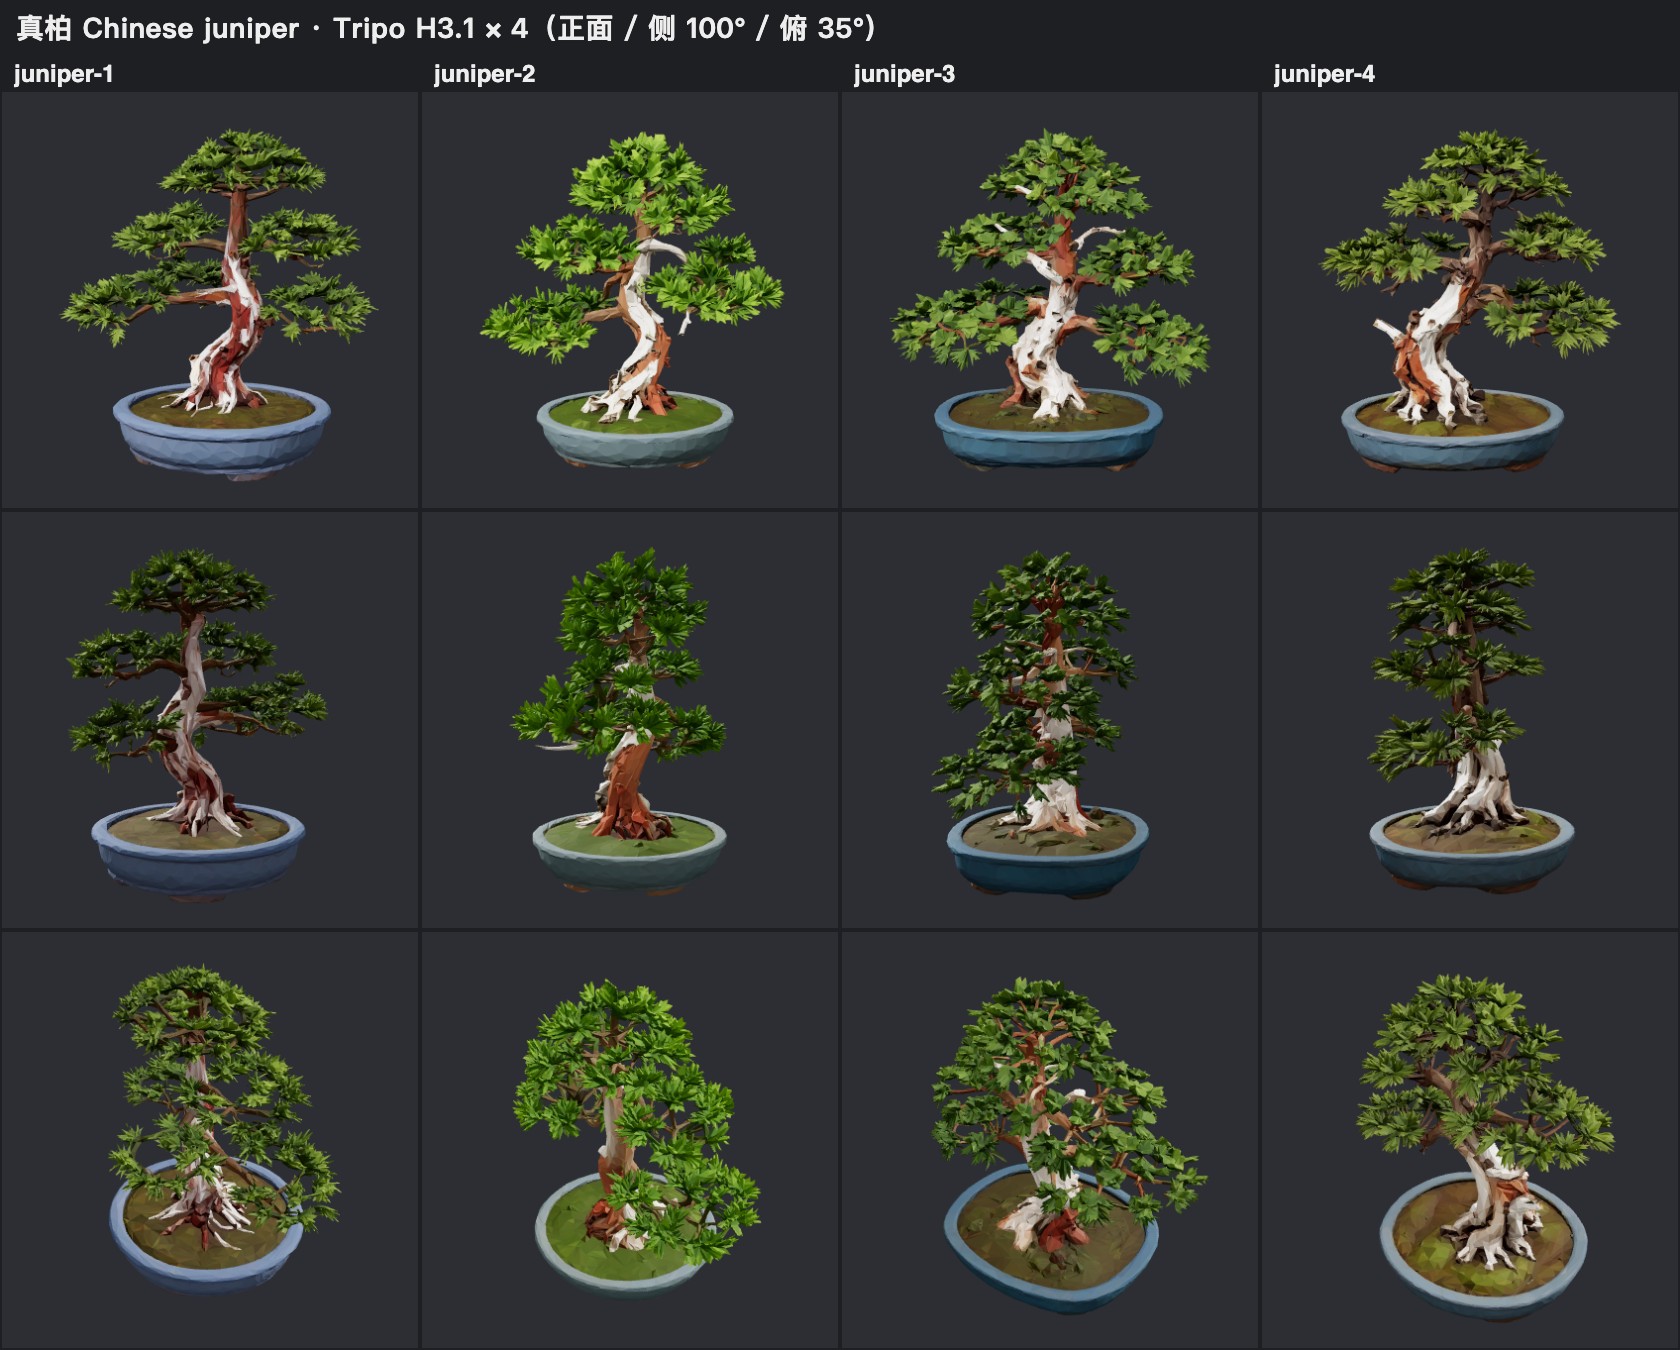 真柏 Chinese juniper · Tripo H3.1 × 4（正面 / 侧 100° / 俯 35°）
juniper-1
juniper-2
juniper-3
juniper-4